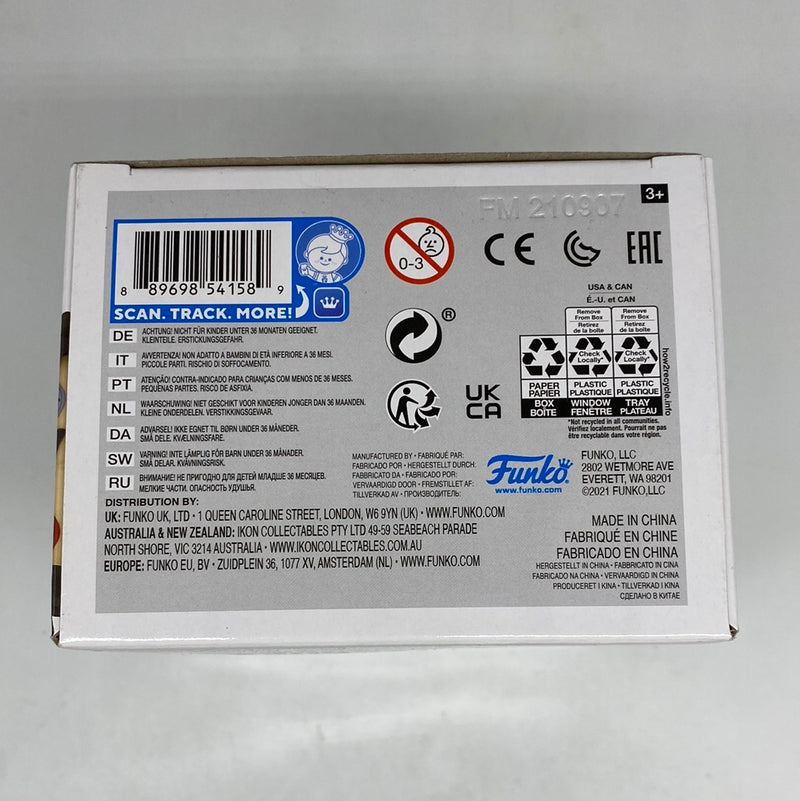 FM 210907
3+
8 89698 54158 9
SCAN. TRACK. MORE!
0-3
CE
EAC
®
UK
CA
USA & CAN
É.-U. et CAN
Remove From Box
Retirez de la boîte
Remove From Box
Retirez de la boîte
Check Locally*
Check Locally*
PAPER
PAPIER
BOX
BOÎTE
PLASTIC
PLASTIQUE
WINDOW
FENÊTRE
PLASTIC
PLASTIQUE
TRAY
PLATEAU
how2recycle.info
*Not recycled in all communities.
Vérifiez localement. Pourrait ne pas
être recyclable dans votre région.
DE ACHTUNG! NICHT FÜR KINDER UNTER 36 MONATEN GEEIGNET.
KLEINTEILE. ERSTICKUNGSGEFAHR.
IT AVVERTENZA! NON ADATTO A BAMBINI DI ETÀ INFERIORE A 36 MESI.
PICCOLE PARTI. RISCHIO DI SOFFOCAMENTO.
PT ATENÇÃO! CONTRA-INDICADO PARA CRIANÇAS COM MENOS DE 36 MESES.
PEQUENAS PARTES. RISCO DE ASFIXIA.
NL WAARSCHUWING! NIET GESCHIKT VOOR KINDEREN JONGER DAN 36 MAANDEN.
KLEINE ONDERDELEN. VERSTIKKINGSGEVAAR.
DA ADVARSEL! IKKE EGNET TIL BØRN UNDER 36 MÅNEDER.
SMÅ DELE. KVÆLNINGSFARE.
SW VARNING! INTE LÄMPLIG FÖR BARN UNDER 36 MÅNADER.
SMÅ DELAR. KVÄVNINGSRISK.
RU ВНИМАНИЕ! НЕ ПРИГОДНО ДЛЯ ДЕТЕЙ МЛАДШЕ 36 МЕСЯЦЕВ.
МЕЛКИЕ ЧАСТИ. ОПАСНОСТЬ УДУШЬЯ.
MANUFACTURED BY • FABRIQUÉ PAR:
FABRICADO POR • HERGESTELLT DURCH:
FABRICATO DA • FABRICADO POR:
VERVAARDIGD DOOR • FREMSTILLET AF:
TILLVERKAD AV • ПРОИЗВОДИТЕЛЬ:
Funko
www.funko.com
FUNKO, LLC
2802 WETMORE AVE
EVERETT, WA 98201
©2021 FUNKO,LLC
DISTRIBUTION BY:
UK: FUNKO UK, LTD • 1 QUEEN CAROLINE STREET, LONDON, W6 9YN (UK) • WWW.FUNKO.COM
AUSTRALIA & NEW ZEALAND: IKON COLLECTABLES PTY LTD 49-59 SEABEACH PARADE
NORTH SHORE, VIC 3214 AUSTRALIA • WWW.IKONCOLLECTABLES.COM.AU
EUROPE: FUNKO EU, BV • ZUIDPLEIN 36, 1077 XV, AMSTERDAM (NL) • WWW.FUNKO.COM
MADE IN CHINA
FABRIQUÉ EN CHINE
FABRICADO EN CHINA
HERGESTELLT IN CHINA • FABBRICATO IN CINA
FABRICADO NA CHINA • VERVAARDIGD IN CHINA
PRODUCERET I KINA • TILLVERKAD I KINA
СДЕЛАНО В КИТАЕ